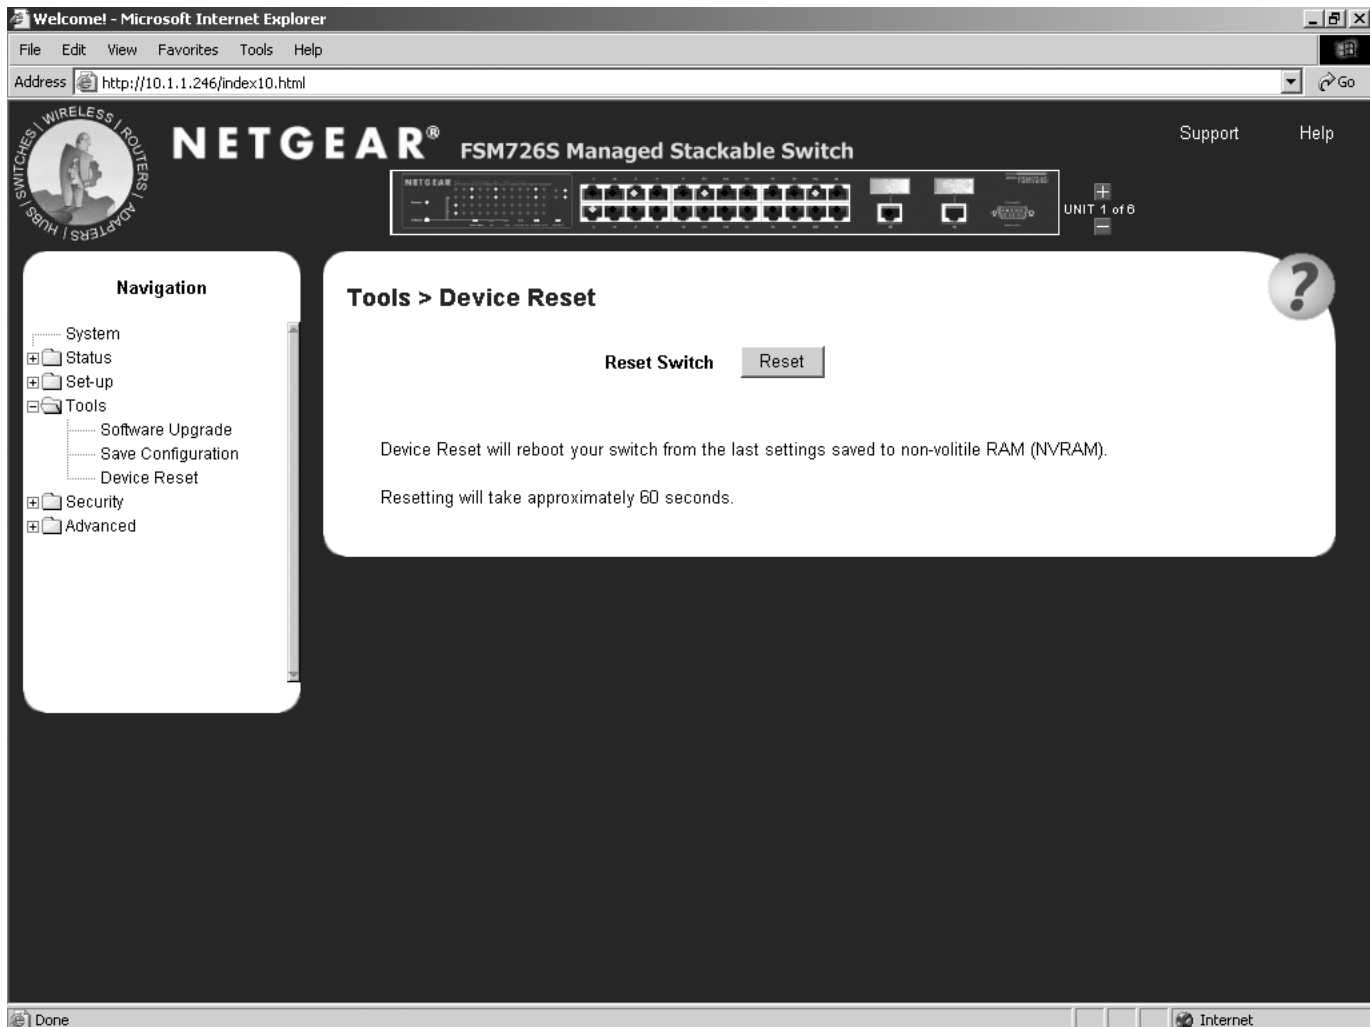 Welcome! - Microsoft Internet Explorer
File Edit View Favorites Tools Help
Address http://10.1.1.246/index10.html Go
SWITCHES | WIRELESS | ROUTERS | ADAPTERS | HUBS |
NETGEAR® FSM726S Managed Stackable Switch
Support Help
NETGEAR
FSM726S
UNIT 1 of 6
Navigation
System
Status
Set-up
Tools
Software Upgrade
Save Configuration
Device Reset
Security
Advanced
Tools > Device Reset
?
Reset Switch Reset
Device Reset will reboot your switch from the last settings saved to non-volitile RAM (NVRAM).
Resetting will take approximately 60 seconds.
Done
Internet